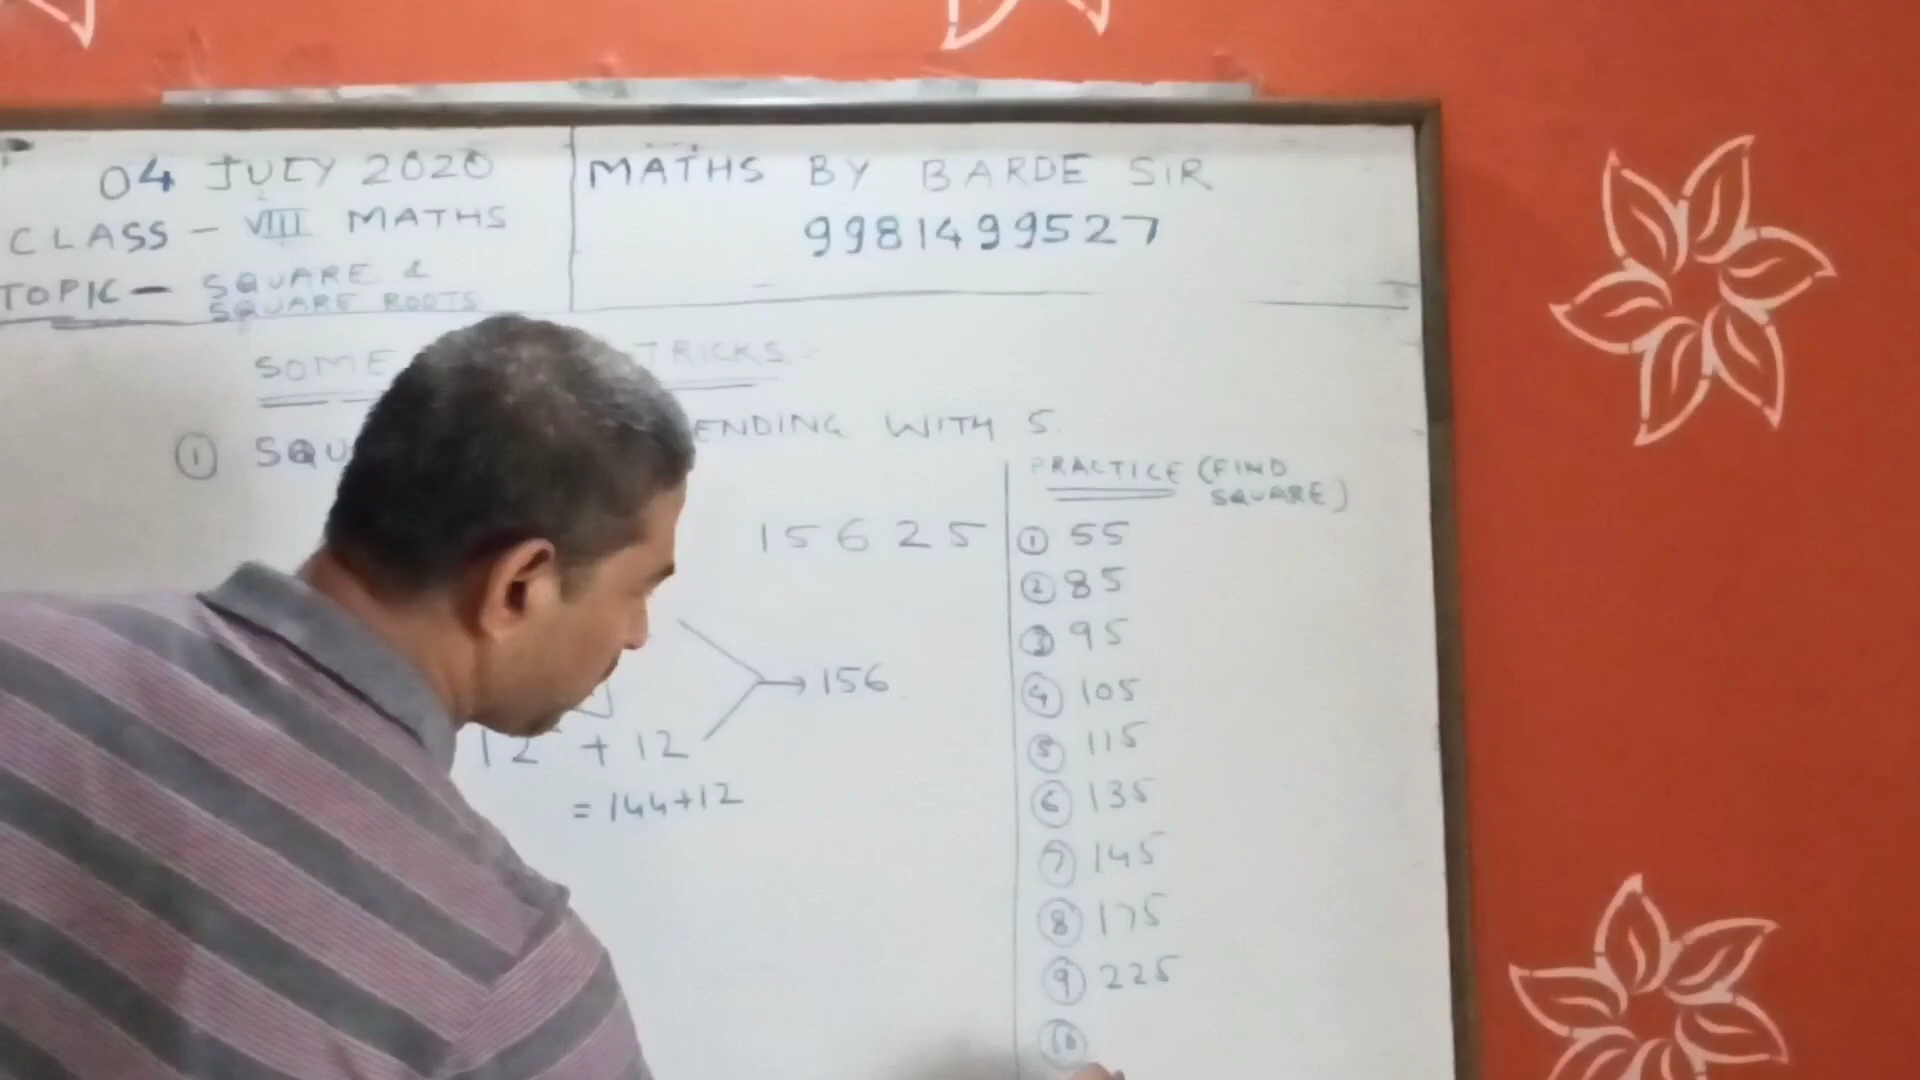 04 JULY 2020
CLASS - VIII MATHS
TOPIC - SQUARE &
SQUARE ROOTS
MATHS BY BARDE SIR
9981499527
SOME TRICKS
① SQU ENDING WITH 5.
15625
→ 156
12 + 12
= 144+12
PRACTICE (FIND
SQUARE)
① 55
② 85
③ 95
④ 105
⑤ 115
⑥ 135
⑦ 145
⑧ 175
⑨ 225
⑩